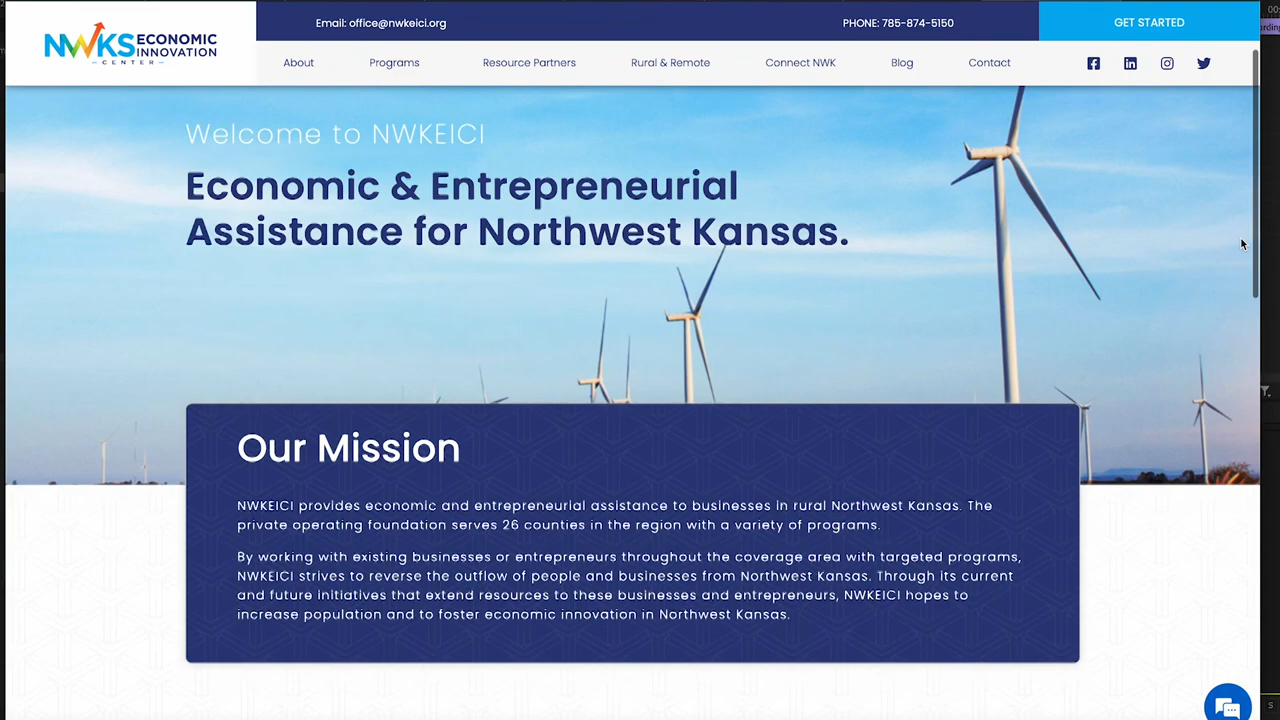 NWKS ECONOMIC
INNOVATION
CENTER
Email: office@nwkeici.org
PHONE: 785-874-5150
GET STARTED
About
Programs
Resource Partners
Rural & Remote
Connect NWK
Blog
Contact
Welcome to NWKEICI
Economic & Entrepreneurial
Assistance for Northwest Kansas.
Our Mission
NWKEICI provides economic and entrepreneurial assistance to businesses in rural Northwest Kansas. The
private operating foundation serves 26 counties in the region with a variety of programs.
By working with existing businesses or entrepreneurs throughout the coverage area with targeted programs,
NWKEICI strives to reverse the outflow of people and businesses from Northwest Kansas. Through its current
and future initiatives that extend resources to these businesses and entrepreneurs, NWKEICI hopes to
increase population and to foster economic innovation in Northwest Kansas.